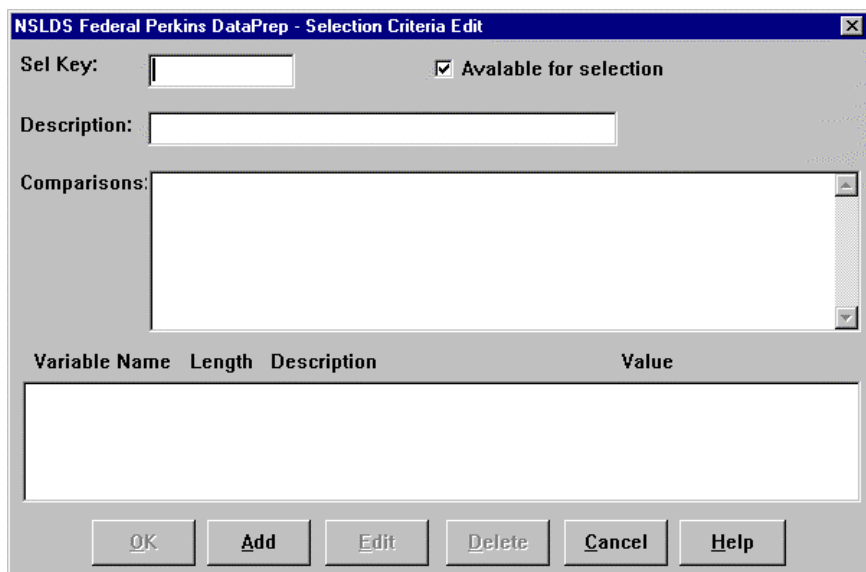 NSLDS Federal Perkins DataPrep - Selection Criteria Edit
Sel Key: Avalable for selection
Description:
Comparisons:
Variable Name Length Description Value
OK Add Edit Delete Cancel Help